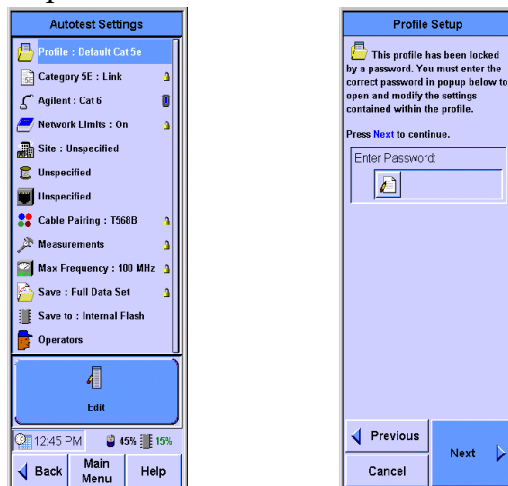 Autotest Settings
Profile : Default Cat 5e
Category 5E : Link
Agilent : Cat 6
Network Limits : On
Site : Unspecified
Unspecified
Unspecified
Cable Pairing : T568B
Measurements
Max Frequency : 100 MHz
Save : Full Data Set
Save to : Internal Flash
Operators
Edit
12:45 PM 45% 15%
Back Main Menu Help
Profile Setup
This profile has been locked
by a password. You must enter the
correct password in popup below to
open and modify the settings
contained within the profile.
Press Next to continue.
Enter Password:
Previous
Next
Cancel